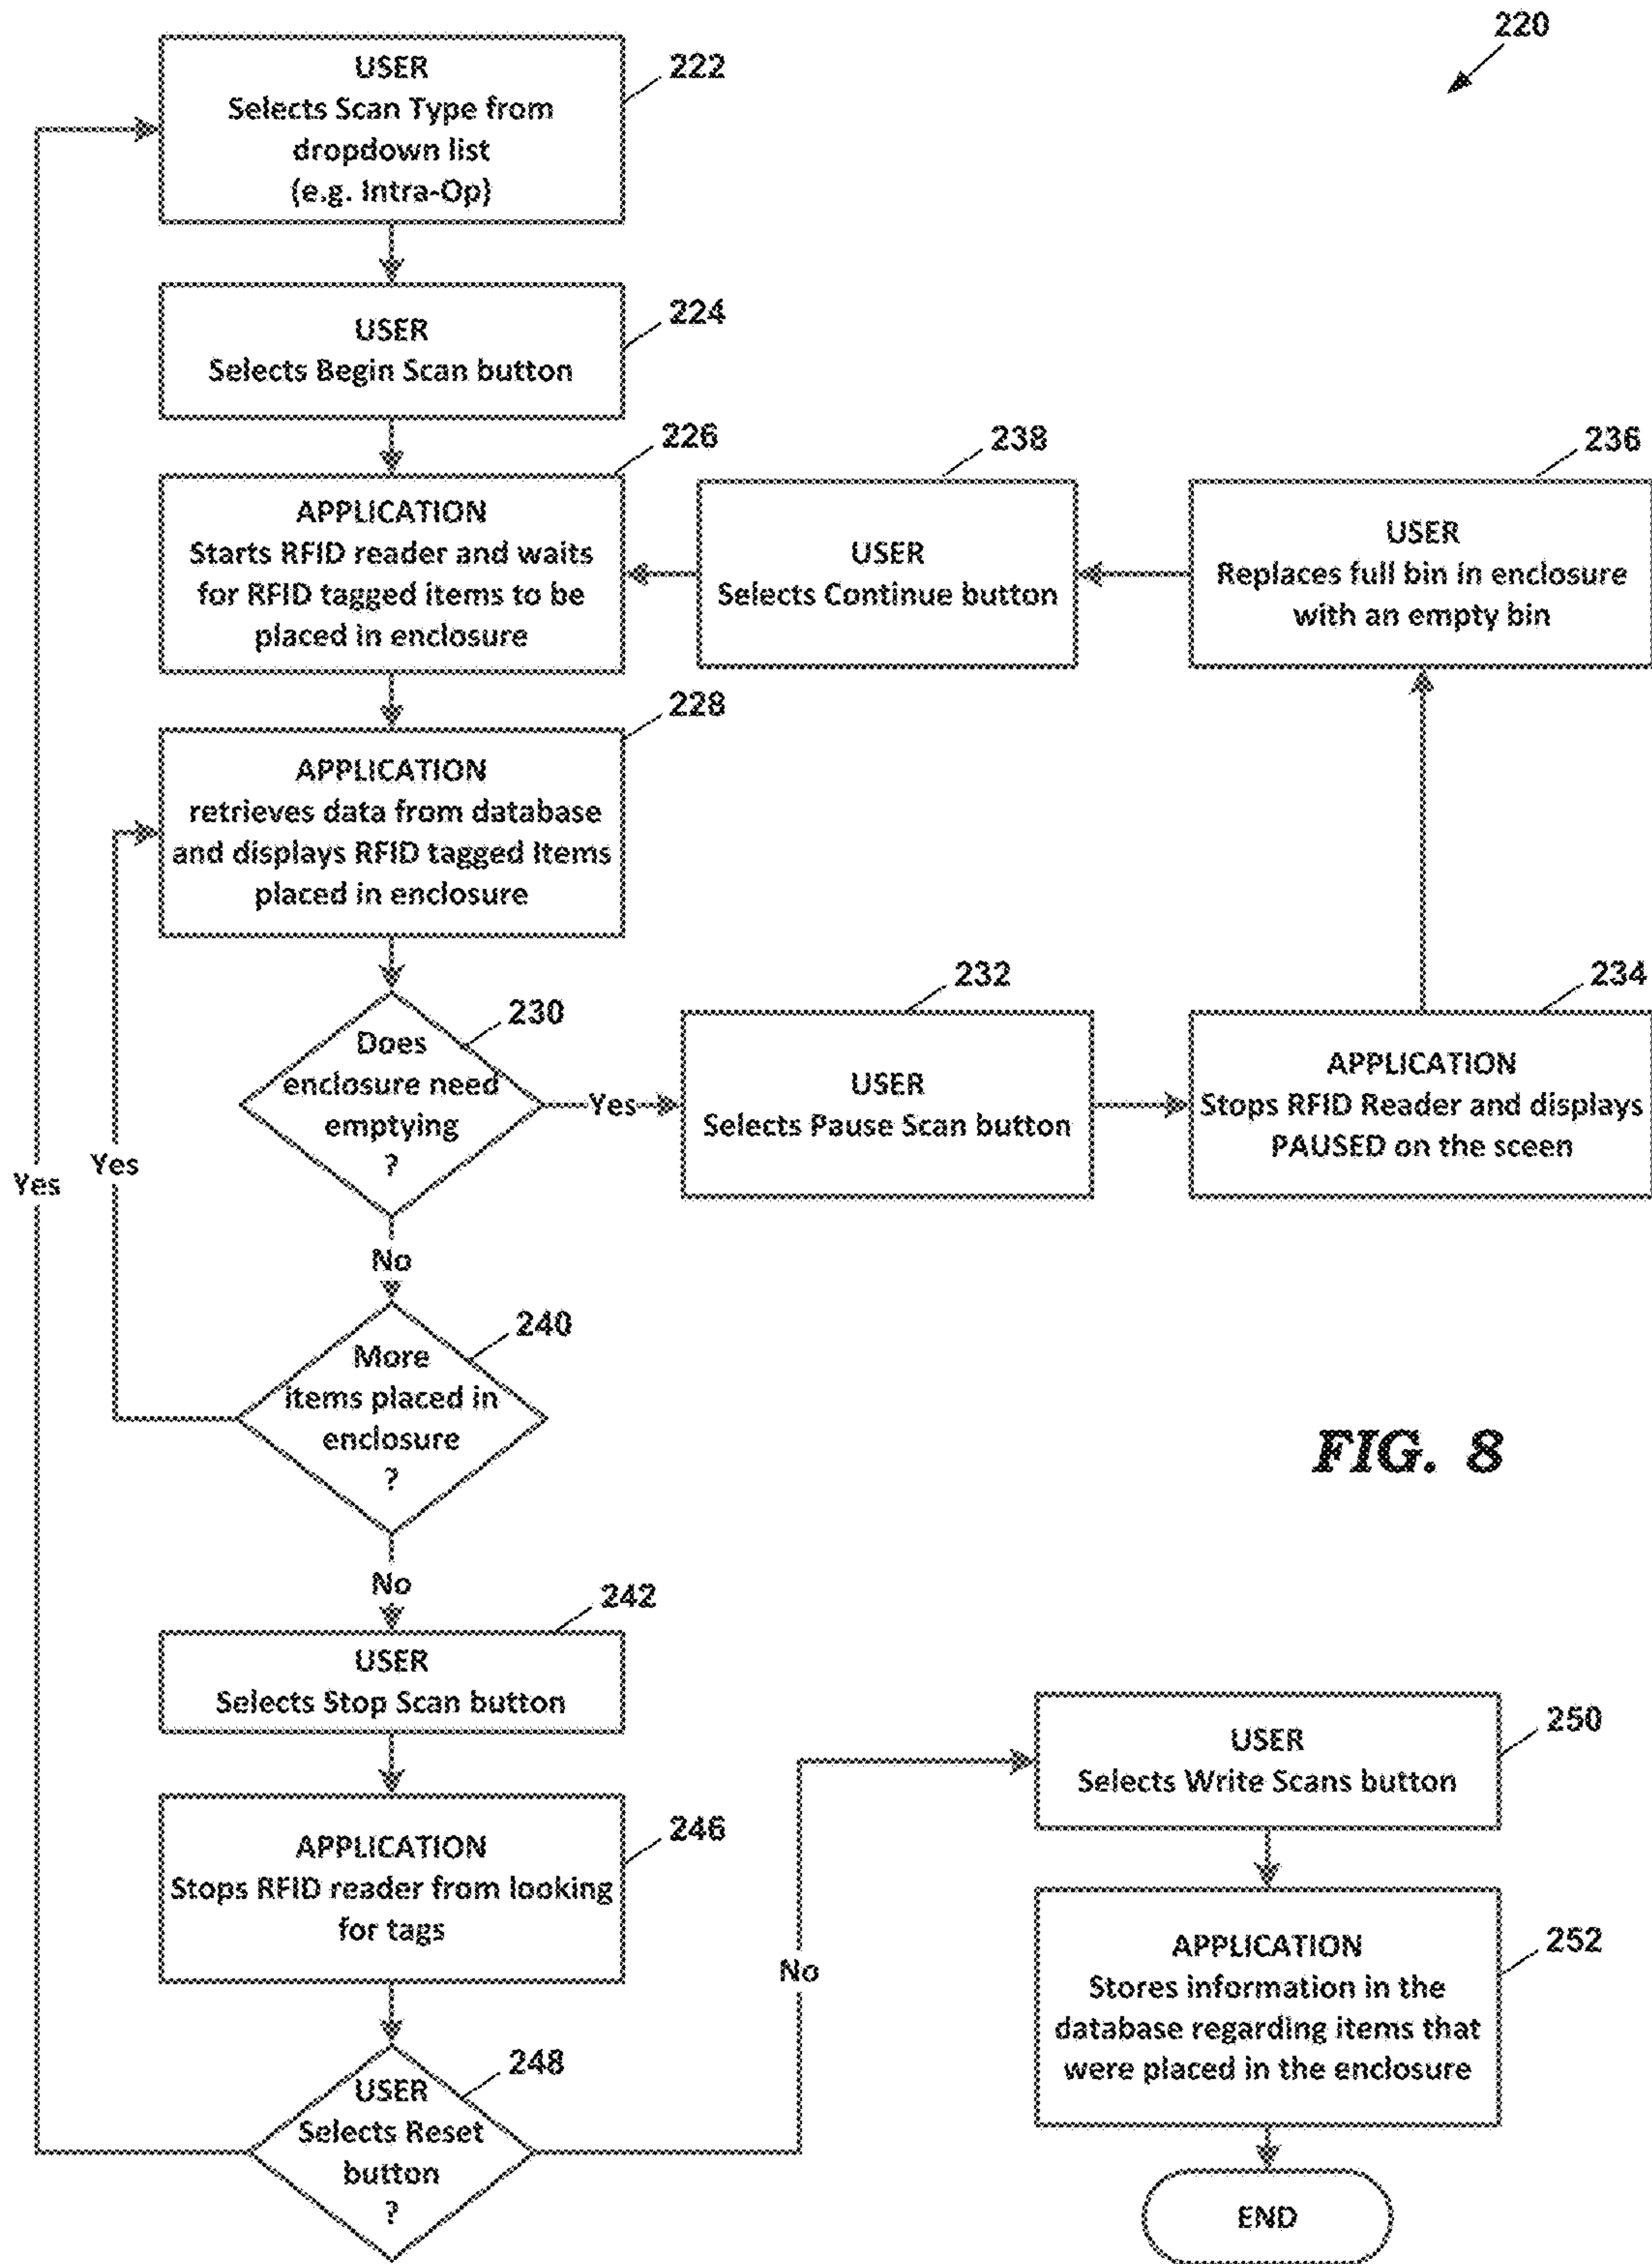 220
222
USER
Selects Scan Type from
dropdown list
(e.g. Intra-Op)
224
USER
Selects Begin Scan button
226
APPLICATION
Starts RFID reader and waits
for RFID tagged items to be
placed in enclosure
238
USER
Selects Continue button
236
USER
Replaces full bin in enclosure
with an empty bin
228
APPLICATION
retrieves data from database
and displays RFID tagged Items
placed in enclosure
230
Does
enclosure need
emptying
?
Yes
232
USER
Selects Pause Scan button
234
APPLICATION
Stops RFID Reader and displays
PAUSED on the sceen
Yes
Yes
No
240
More
items placed in
enclosure
?
FIG. 8
No
242
USER
Selects Stop Scan button
246
APPLICATION
Stops RFID reader from looking
for tags
248
USER
Selects Reset
button
?
No
250
USER
Selects Write Scans button
252
APPLICATION
Stores information in the
database regarding items that
were placed in the enclosure
END